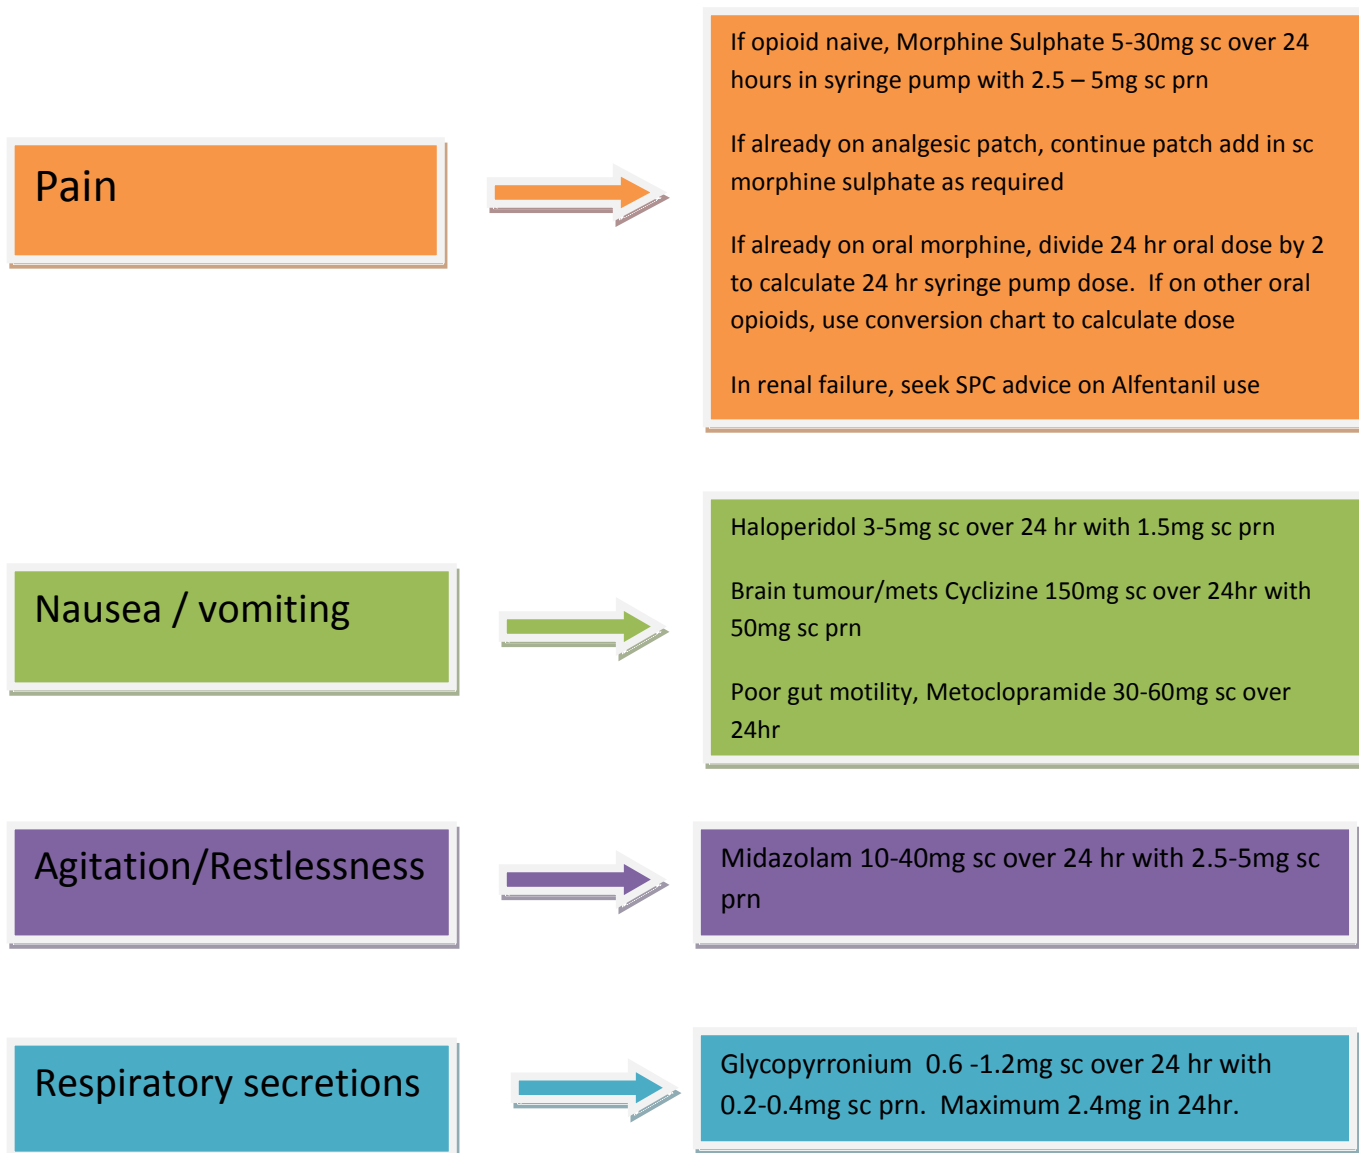 Pain
If opioid naive, Morphine Sulphate 5-30mg sc over 24
hours in syringe pump with 2.5 – 5mg sc prn
If already on analgesic patch, continue patch add in sc
morphine sulphate as required
If already on oral morphine, divide 24 hr oral dose by 2
to calculate 24 hr syringe pump dose.  If on other oral
opioids, use conversion chart to calculate dose
In renal failure, seek SPC advice on Alfentanil use
Nausea / vomiting
Haloperidol 3-5mg sc over 24 hr with 1.5mg sc prn
Brain tumour/mets Cyclizine 150mg sc over 24hr with
50mg sc prn
Poor gut motility, Metoclopramide 30-60mg sc over
24hr
Agitation/Restlessness
Midazolam 10-40mg sc over 24 hr with 2.5-5mg sc
prn
Respiratory secretions
Glycopyrronium  0.6 -1.2mg sc over 24 hr with
0.2-0.4mg sc prn.  Maximum 2.4mg in 24hr.